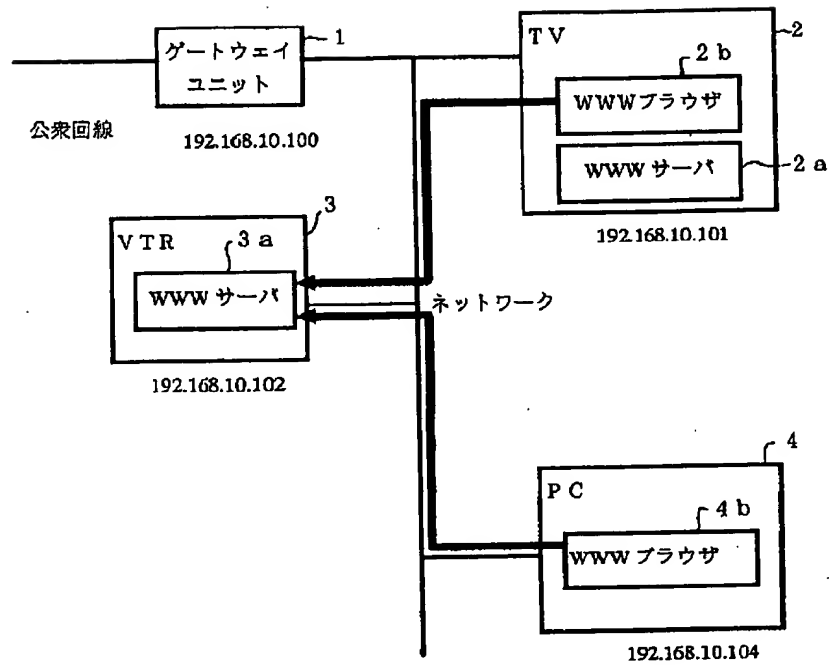 ゲートウェイ
ユニット
1
公衆回線
192.168.10.100
TV
2
2b
WWWブラウザ
WWWサーバ
2a
192.168.10.101
VTR
3
3a
WWWサーバ
192.168.10.102
ネットワーク
PC
4
4b
WWWブラウザ
192.168.10.104